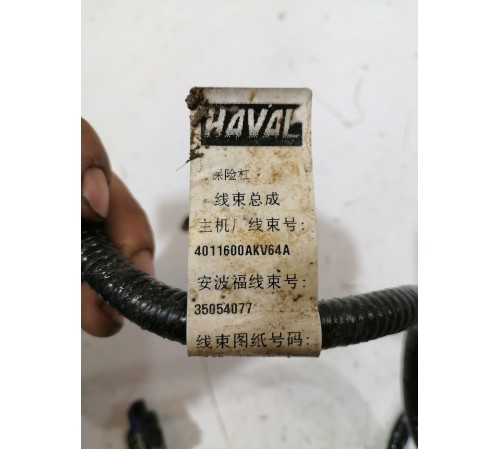 HAVAL
保险杠
线束总成
主机厂线束号:
4011600AKV64A
安波福线束号:
35054077
线束图纸号码: